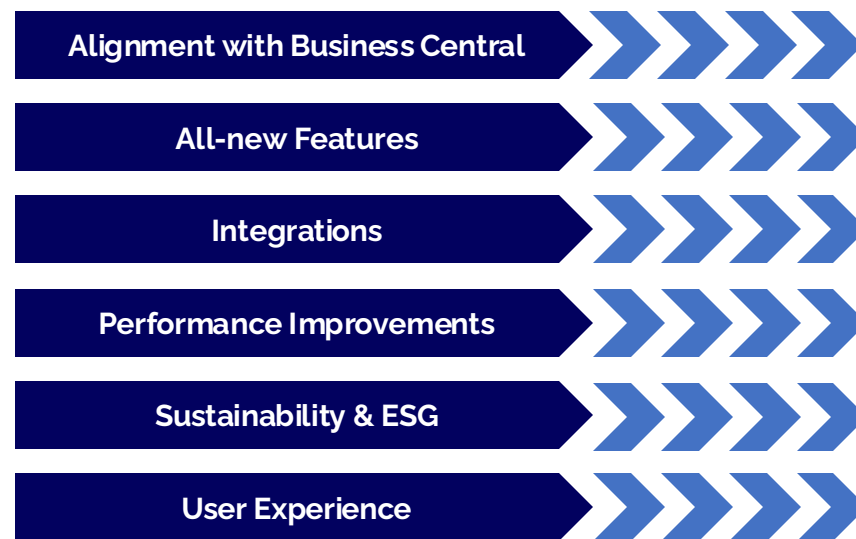 Alignment with Business Central
All-new Features
Integrations
Performance Improvements
Sustainability & ESG
User Experience